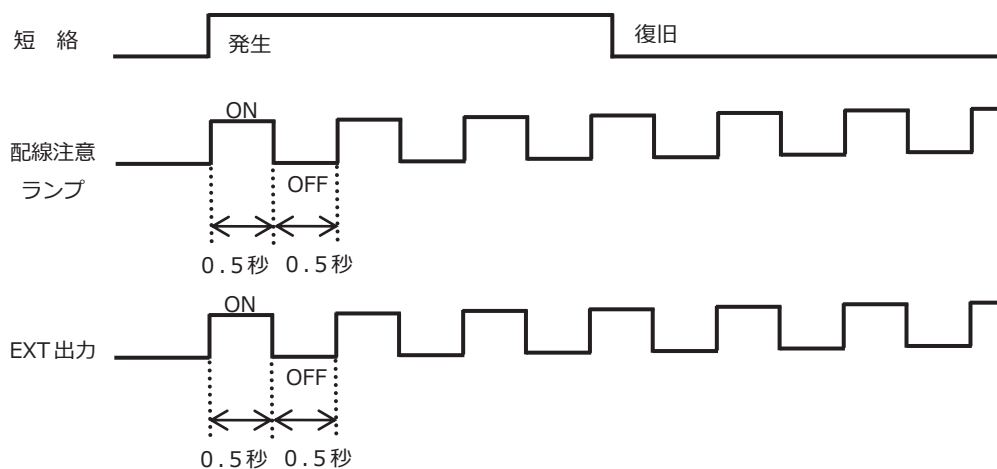 短 絡
発生
復旧
ON
配線注意
ランプ
OFF
0.5秒 0.5秒
ON
EXT出力
OFF
0.5秒 0.5秒